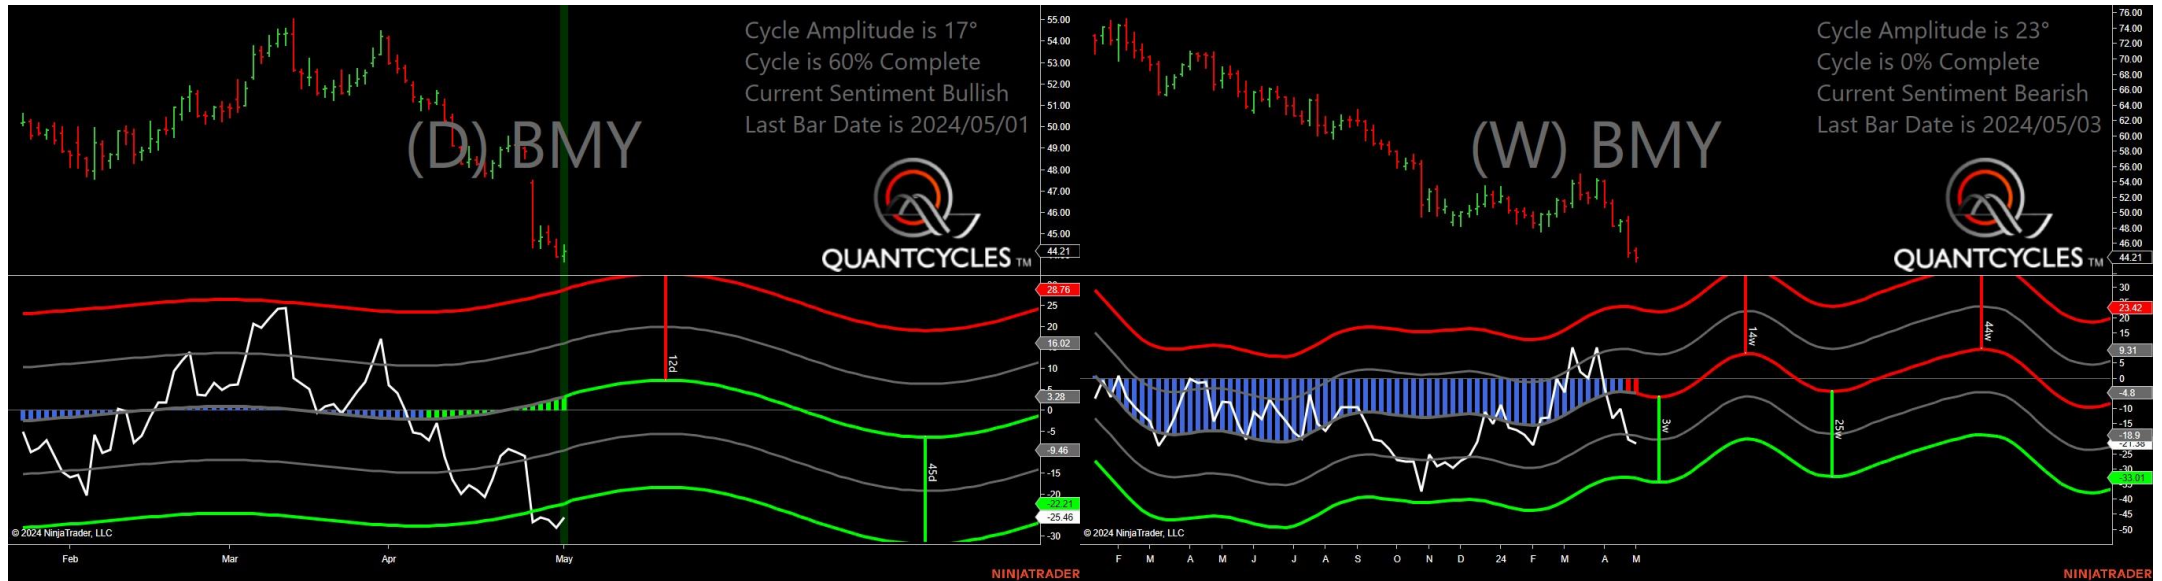 Cycle Amplitude is 17°
Cycle is 60% Complete
Current Sentiment Bullish
Last Bar Date is 2024/05/01
(D) BMY
QUANTCYCLES TM
55.00
54.00
53.00
52.00
51.00
50.00
49.00
48.00
47.00
46.00
45.00
44.21
28.76
25
20
16.02
10
5
3.28
0
-5
-9.46
-15
-20
-22.21
-25.46
-30
12d
45d
© 2024 NinjaTrader, LLC
Feb Mar Apr May
NINJATRADER
Cycle Amplitude is 23°
Cycle is 0% Complete
Current Sentiment Bearish
Last Bar Date is 2024/05/03
(W) BMY
QUANTCYCLES TM
76.00
74.00
72.00
70.00
68.00
66.00
64.00
62.00
60.00
58.00
56.00
54.00
52.00
50.00
48.00
46.00
44.21
30
23.42
20
15
9.31
5
0
-4.8
-10
-15
-18.9
-21.38
-25
-30
-33.01
-40
-45
-50
3w
14w
25w
44w
© 2024 NinjaTrader, LLC
F M A M J J A S O N D 24 F M A M
NINJATRADER